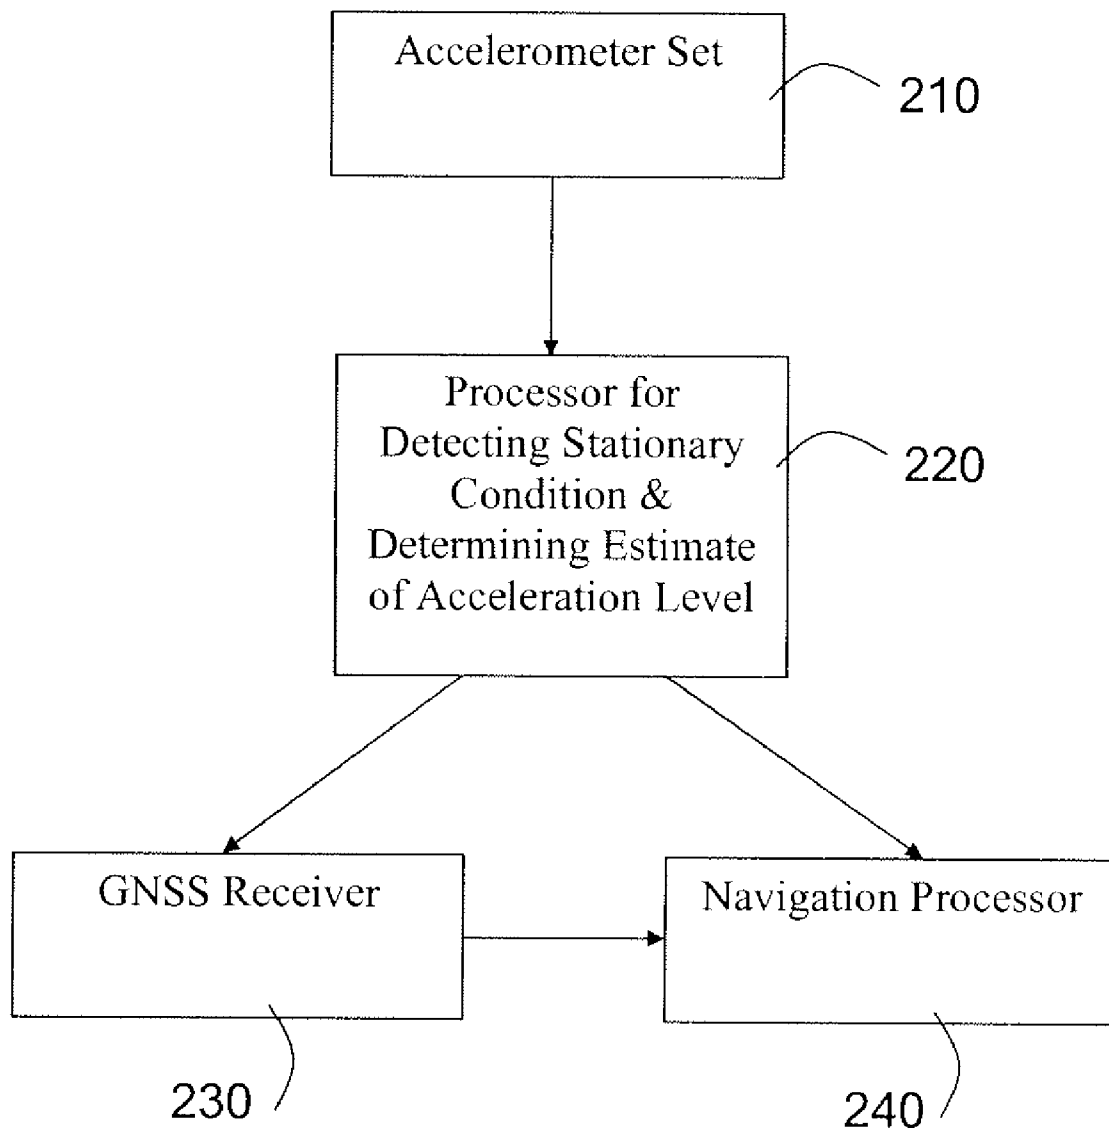 Accelerometer Set
210
Processor for
Detecting Stationary
Condition &
Determining Estimate
of Acceleration Level
220
GNSS Receiver
Navigation Processor
230
240